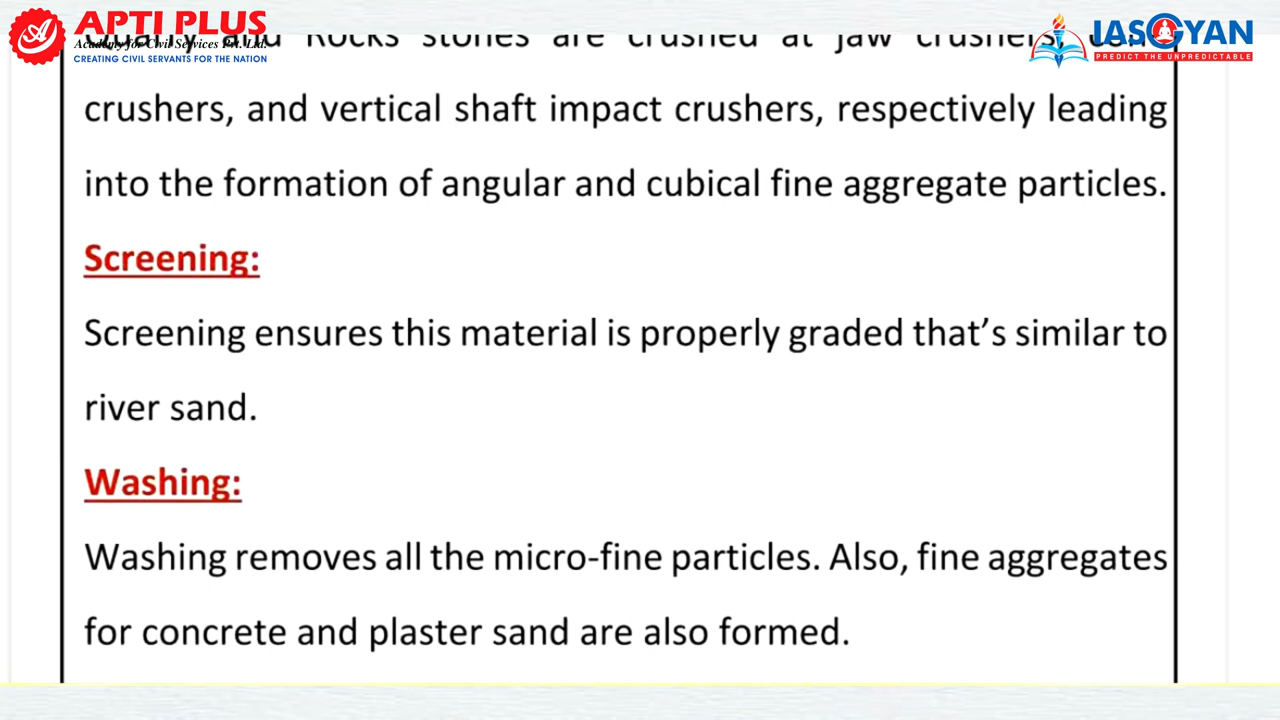 APTI PLUS
Academy for Civil Services Pvt. Ltd.
CREATING CIVIL SERVANTS FOR THE NATION
IASGYAN
PREDICT THE UNPREDICTABLE
and Rocks stones are crushed at jaw crushers,
crushers, and vertical shaft impact crushers, respectively leading
into the formation of angular and cubical fine aggregate particles.
Screening:
Screening ensures this material is properly graded that’s similar to
river sand.
Washing:
Washing removes all the micro-fine particles. Also, fine aggregates
for concrete and plaster sand are also formed.